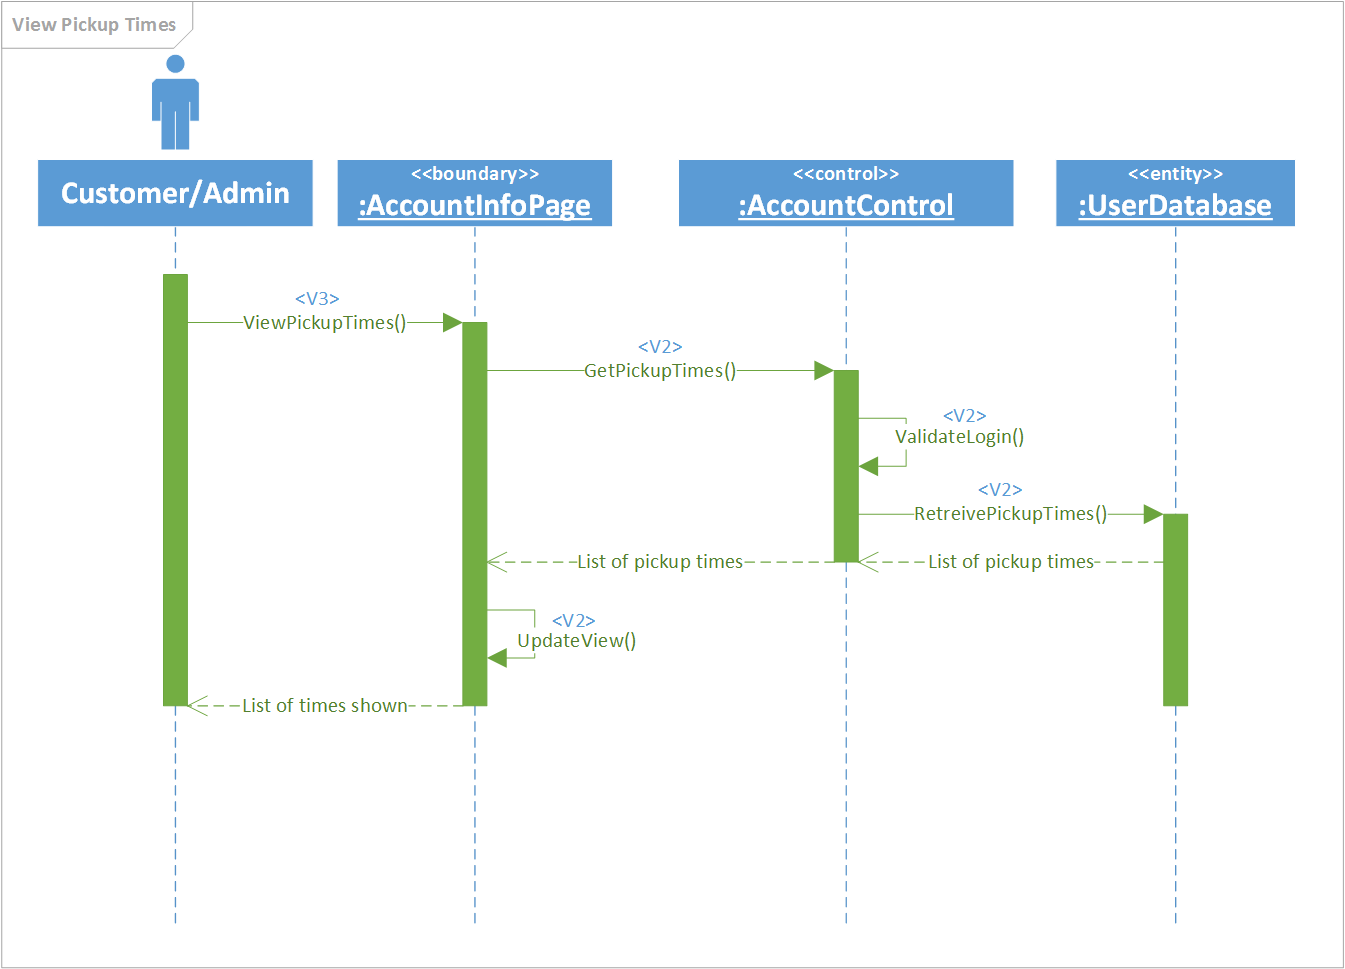 View Pickup Times
Customer/Admin
<<boundary>>
:AccountInfoPage
<<control>>
:AccountControl
<<entity>>
:UserDatabase
<V3>
ViewPickupTimes()
<V2>
GetPickupTimes()
<V2>
ValidateLogin()
<V2>
RetreivePickupTimes()
List of pickup times
List of pickup times
<V2>
UpdateView()
List of times shown